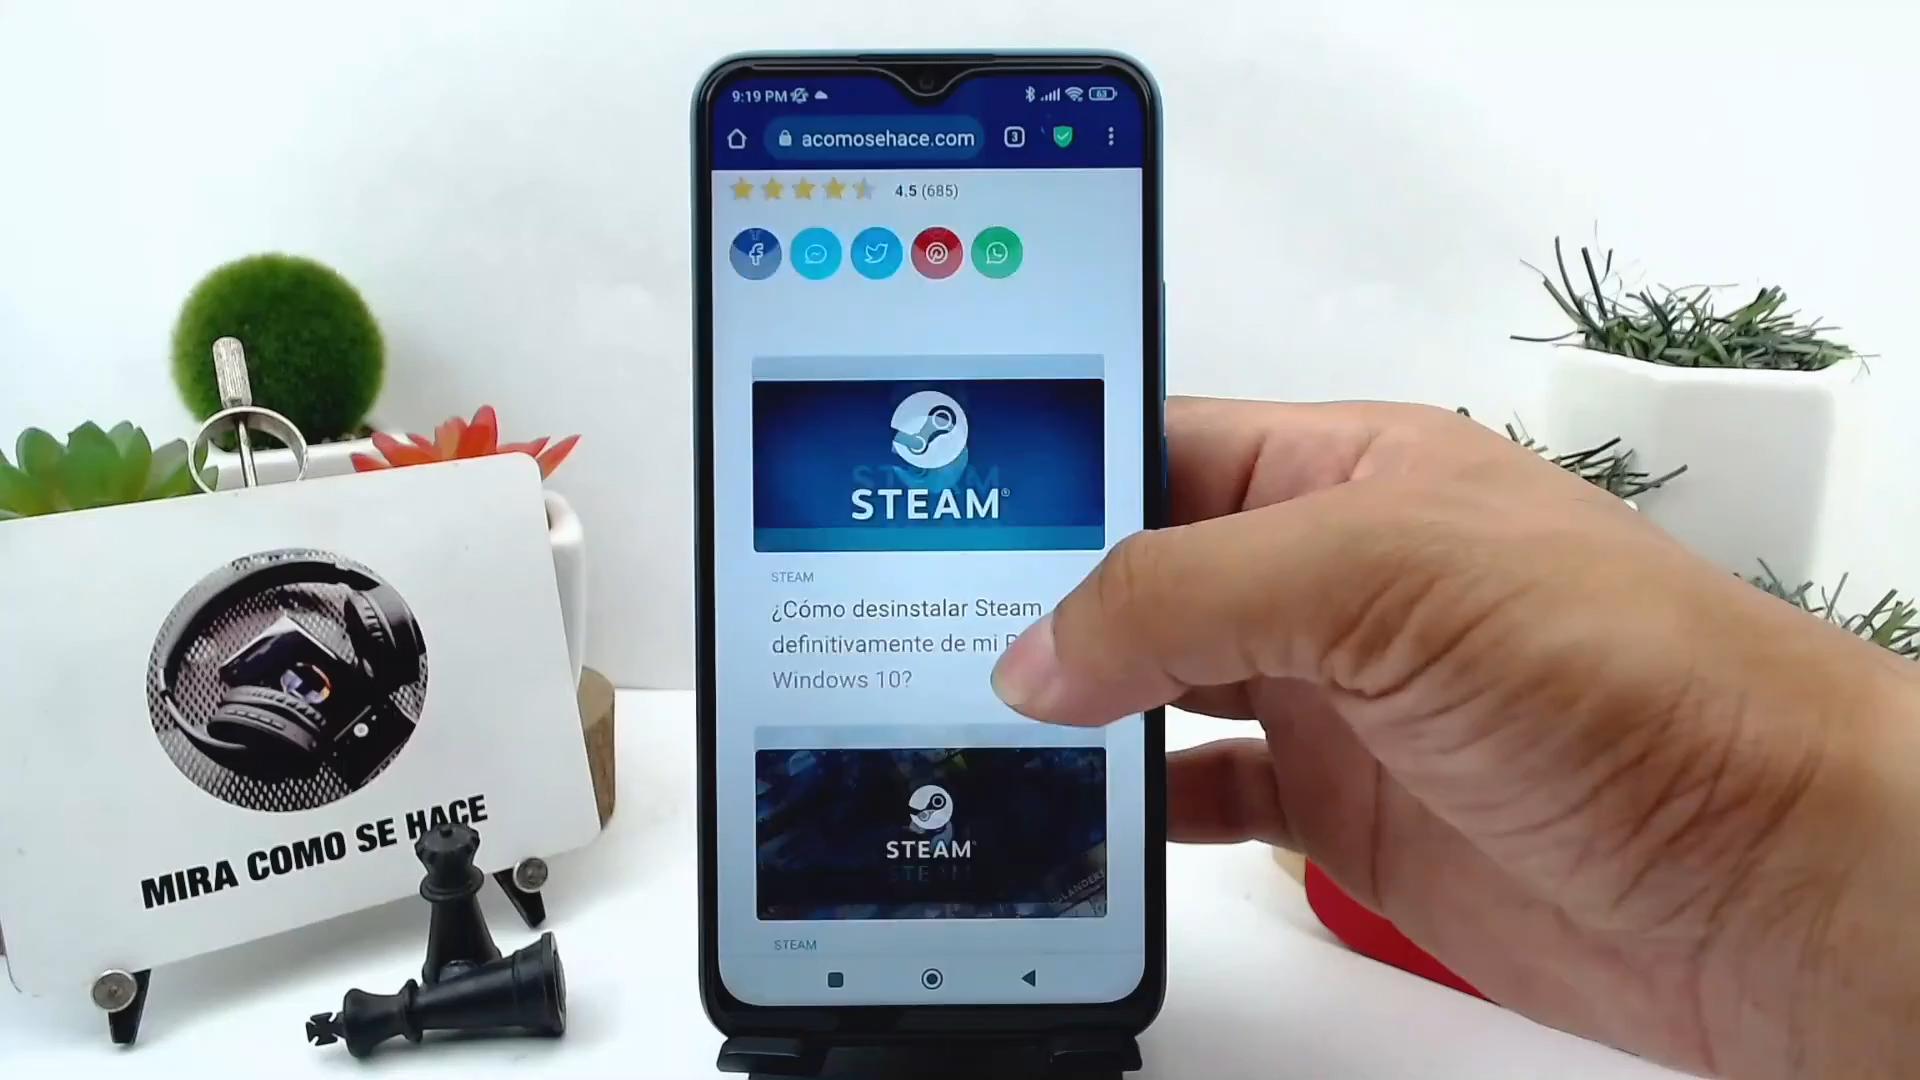 9:19 PM
63
acomosehace.com
3
4.5 (685)
STEAM®
STEAM
¿Cómo desinstalar Steam
definitivamente de mi
Windows 10?
STEAM
STEAM
MIRA COMO SE HACE